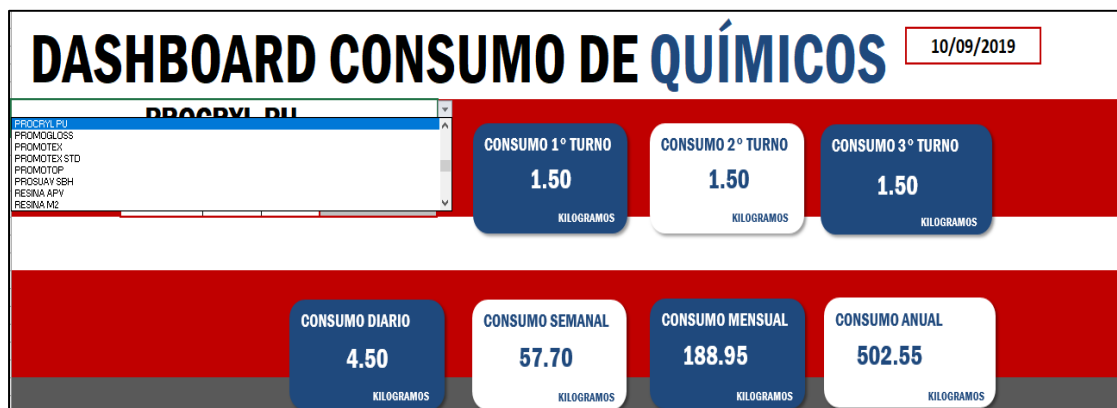 DASHBOARD CONSUMO DE QUÍMICOS
10/09/2019
PROCRYL PU
PROCRYL PU
PROMOGLOSS
PROMOTEX
PROMOTEX STD
PROMOTOP
PROSUAV SBH
RESINA APV
RESINA M2
CONSUMO 1° TURNO
1.50
KILOGRAMOS
CONSUMO 2° TURNO
1.50
KILOGRAMOS
CONSUMO 3° TURNO
1.50
KILOGRAMOS
CONSUMO DIARIO
4.50
KILOGRAMOS
CONSUMO SEMANAL
57.70
KILOGRAMOS
CONSUMO MENSUAL
188.95
KILOGRAMOS
CONSUMO ANUAL
502.55
KILOGRAMOS